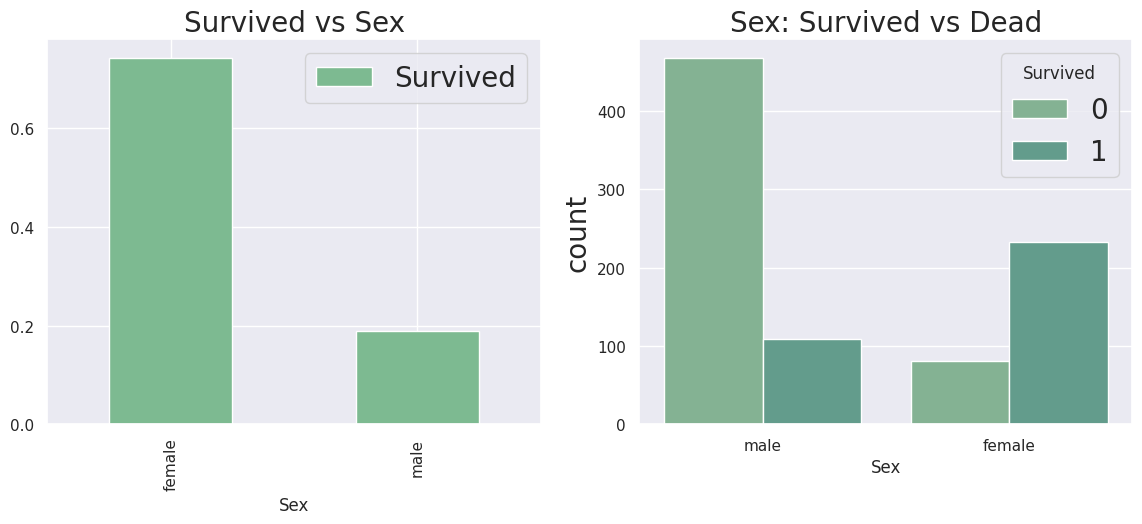 Survived vs Sex
Survived
0.6
0.4
0.2
0.0
female
male
Sex
Sex: Survived vs Dead
Survived
0
1
count
400
300
200
100
0
male
female
Sex